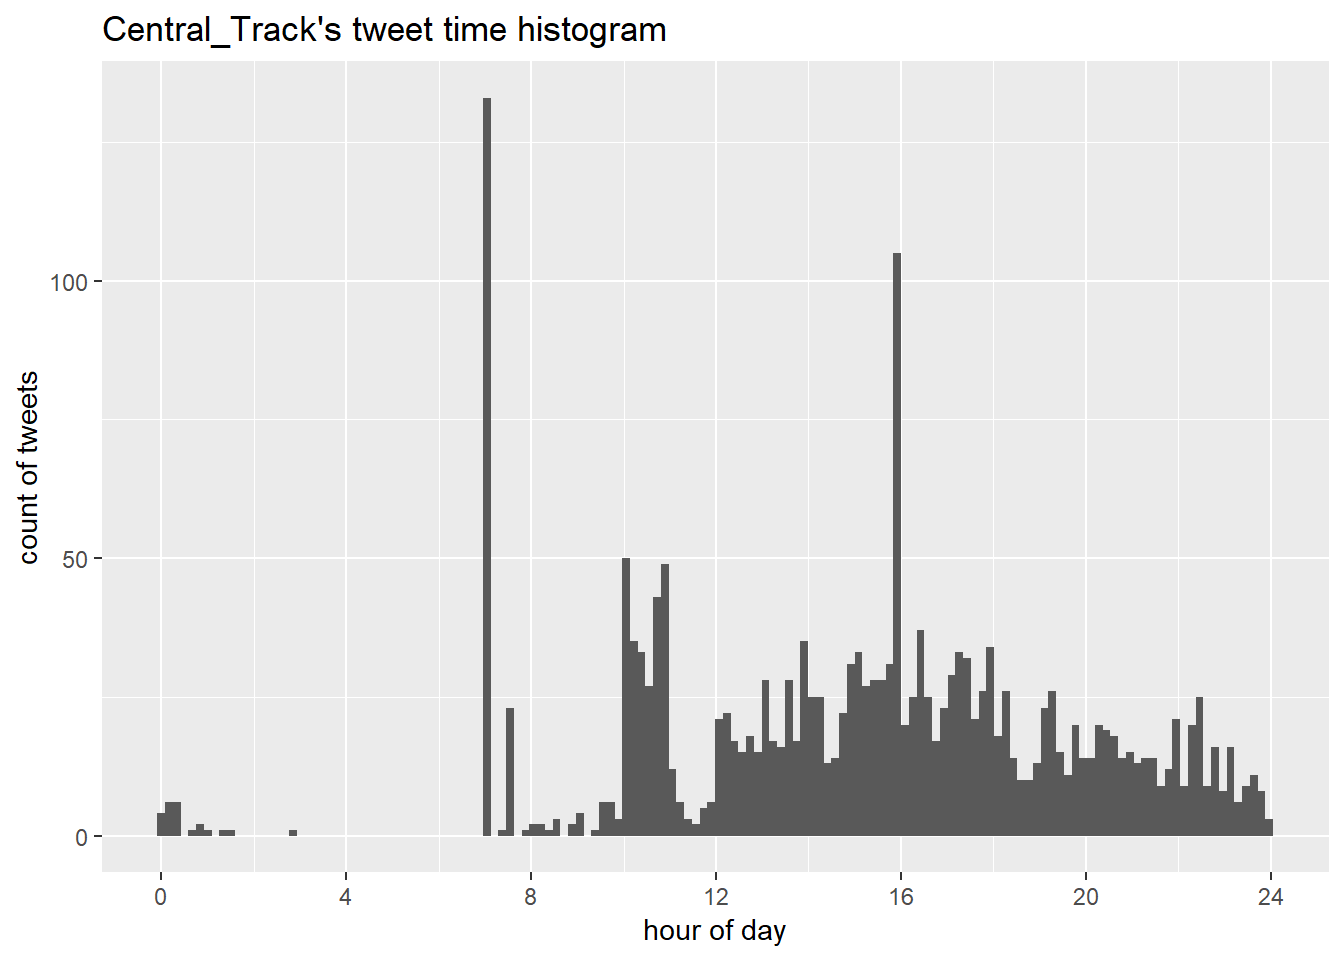 Central_Track's tweet time histogram
count of tweets
100
50
0
0 4 8 12 16 20 24
hour of day